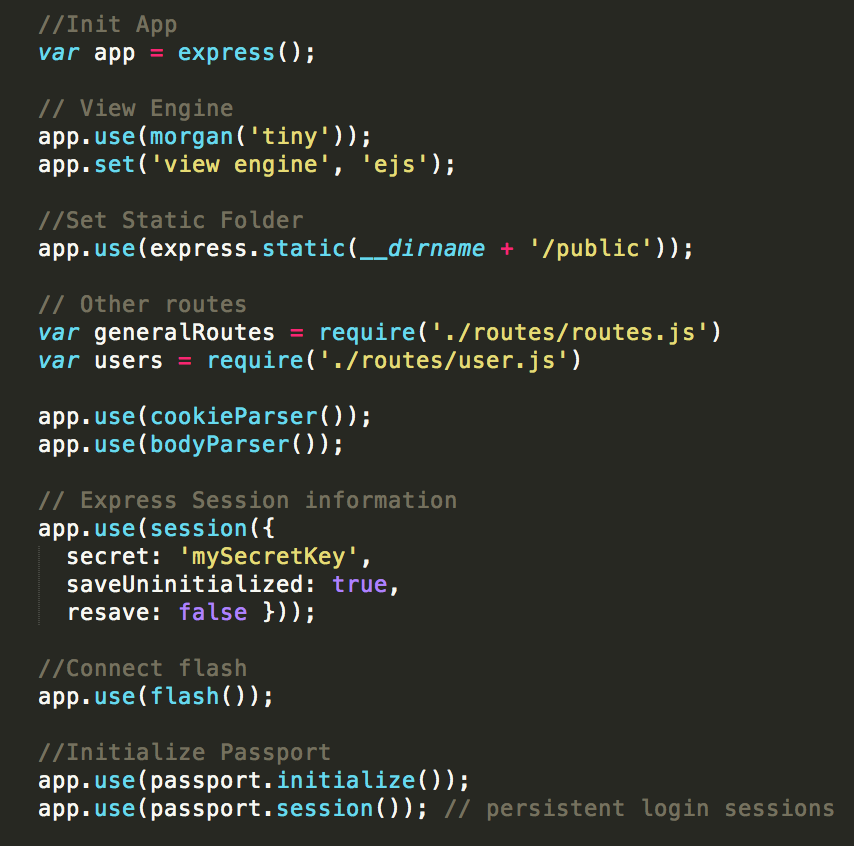 //Init App
var app = express();
// View Engine
app.use(morgan('tiny'));
app.set('view engine', 'ejs');
//Set Static Folder
app.use(express.static(__dirname + '/public'));
// Other routes
var generalRoutes = require('./routes/routes.js')
var users = require('./routes/user.js')
app.use(cookieParser());
app.use(bodyParser());
// Express Session information
app.use(session({
  secret: 'mySecretKey',
  saveUninitialized: true,
  resave: false }));
//Connect flash
app.use(flash());
//Initialize Passport
app.use(passport.initialize());
app.use(passport.session()); // persistent login sessions